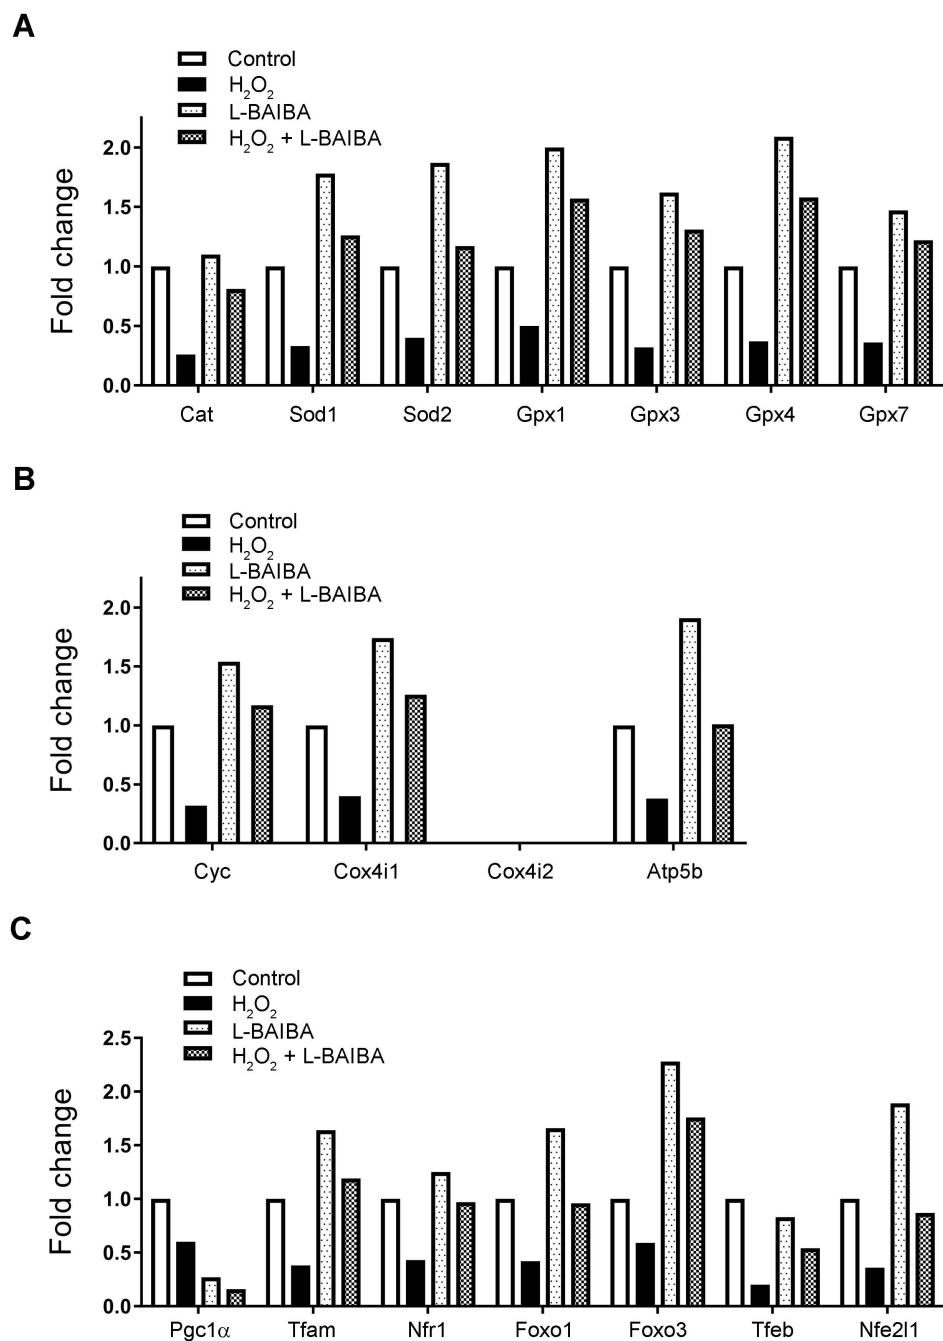 A
Control
H₂O₂
L-BAIBA
H₂O₂ + L-BAIBA
Fold change
2.0
1.5
1.0
0.5
0.0
Cat Sod1 Sod2 Gpx1 Gpx3 Gpx4 Gpx7
B
Control
H₂O₂
L-BAIBA
H₂O₂ + L-BAIBA
Fold change
2.0
1.5
1.0
0.5
0.0
Cyc Cox4i1 Cox4i2 Atp5b
C
Control
H₂O₂
L-BAIBA
H₂O₂ + L-BAIBA
Fold change
2.5
2.0
1.5
1.0
0.5
0.0
Pgc1α Tfam Nfr1 Foxo1 Foxo3 Tfeb Nfe2l1